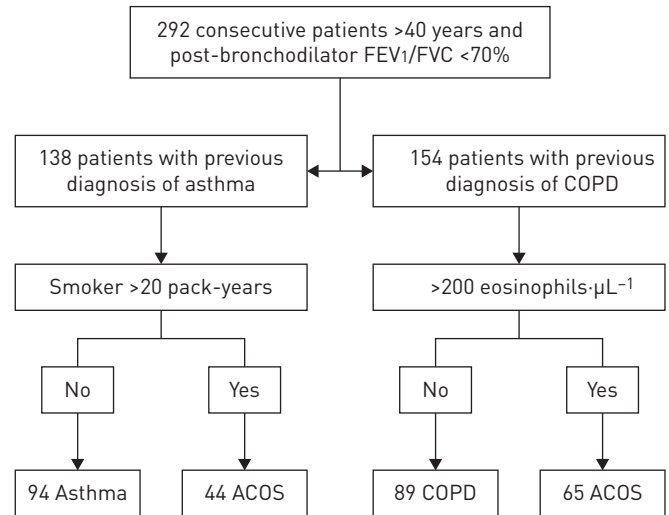 292 consecutive patients >40 years and
post-bronchodilator FEV1/FVC <70%
138 patients with previous
diagnosis of asthma
154 patients with previous
diagnosis of COPD
Smoker >20 pack-years
>200 eosinophils·µL⁻¹
No
Yes
No
Yes
94 Asthma
44 ACOS
89 COPD
65 ACOS